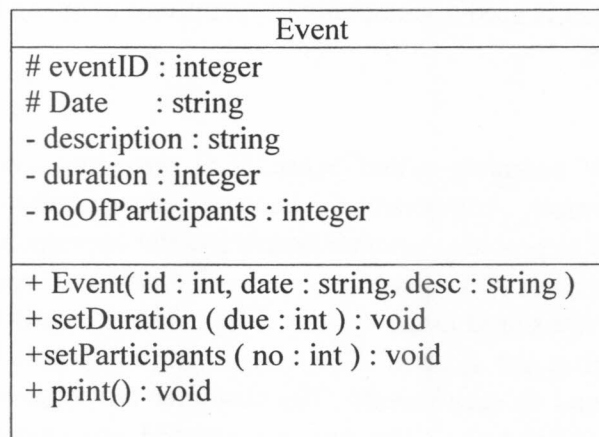 Event
# eventID : integer
# Date : string
- description : string
- duration : integer
- noOfParticipants : integer
+ Event( id : int, date : string, desc : string )
+ setDuration ( due : int ) : void
+setParticipants ( no : int ) : void
+ print() : void